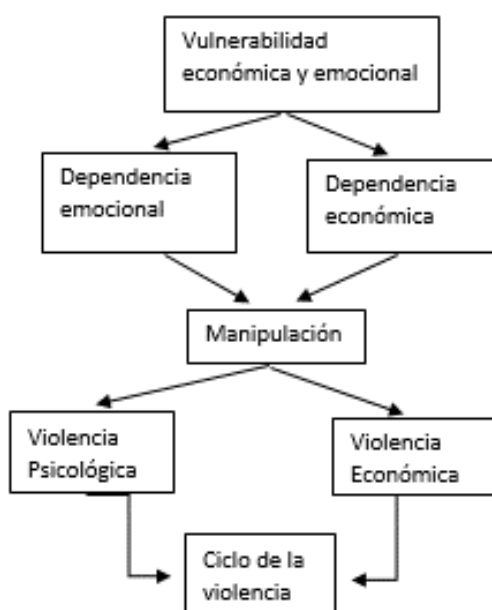 Vulnerabilidad
económica y emocional
Dependencia
emocional
Dependencia
económica
Manipulación
Violencia
Psicológica
Violencia
Económica
Ciclo de la
violencia